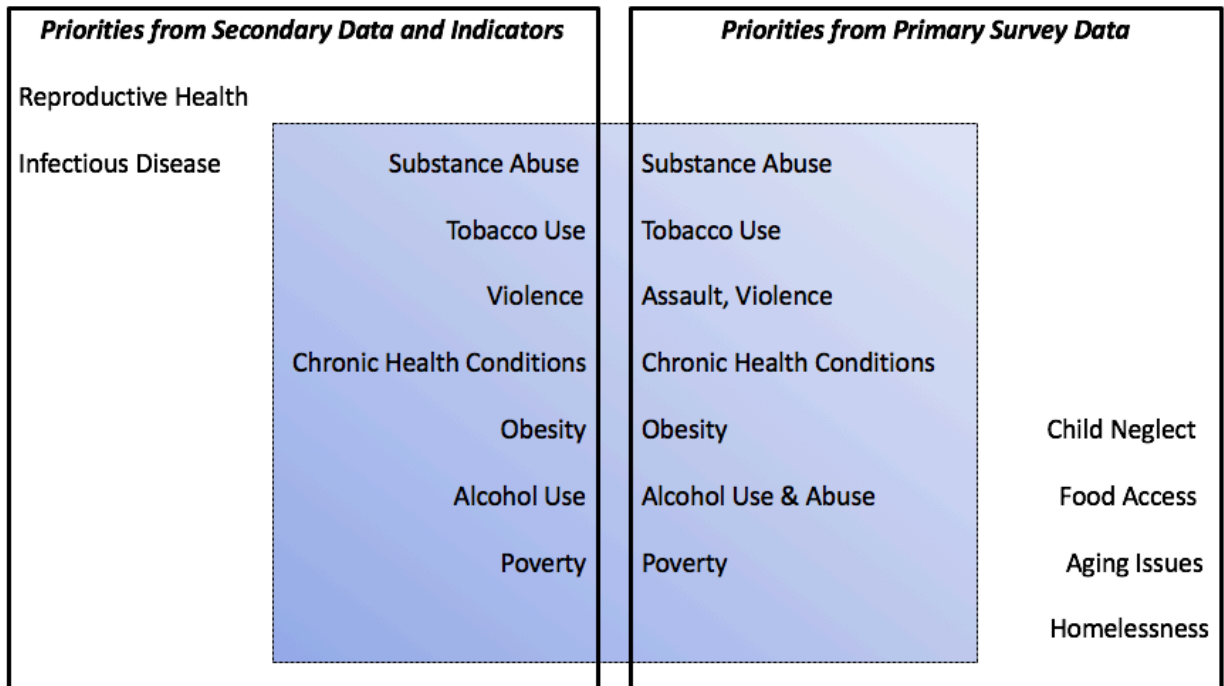 Priorities from Secondary Data and Indicators
Reproductive Health
Infectious Disease
Substance Abuse
Tobacco Use
Violence
Chronic Health Conditions
Obesity
Alcohol Use
Poverty
Priorities from Primary Survey Data
Substance Abuse
Tobacco Use
Assault, Violence
Chronic Health Conditions
Obesity
Alcohol Use & Abuse
Poverty
Child Neglect
Food Access
Aging Issues
Homelessness